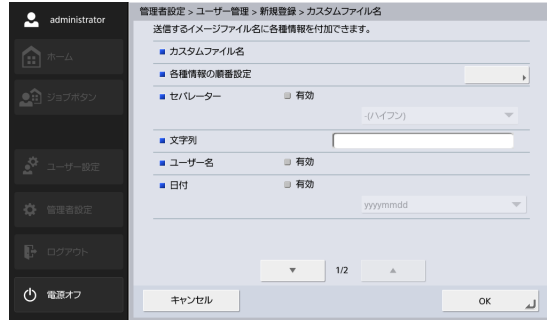 administrator
ホーム
ジョブボタン
ユーザー設定
管理者設定
ログアウト
電源オフ
管理者設定 > ユーザー管理 > 新規登録 > カスタムファイル名
送信するイメージファイル名に各種情報を付加できます。
カスタムファイル名
各種情報の順番設定
セパレーター 有効
-(ハイフン)
文字列
ユーザー名 有効
日付 有効
yyyymmdd
1/2
キャンセル OK